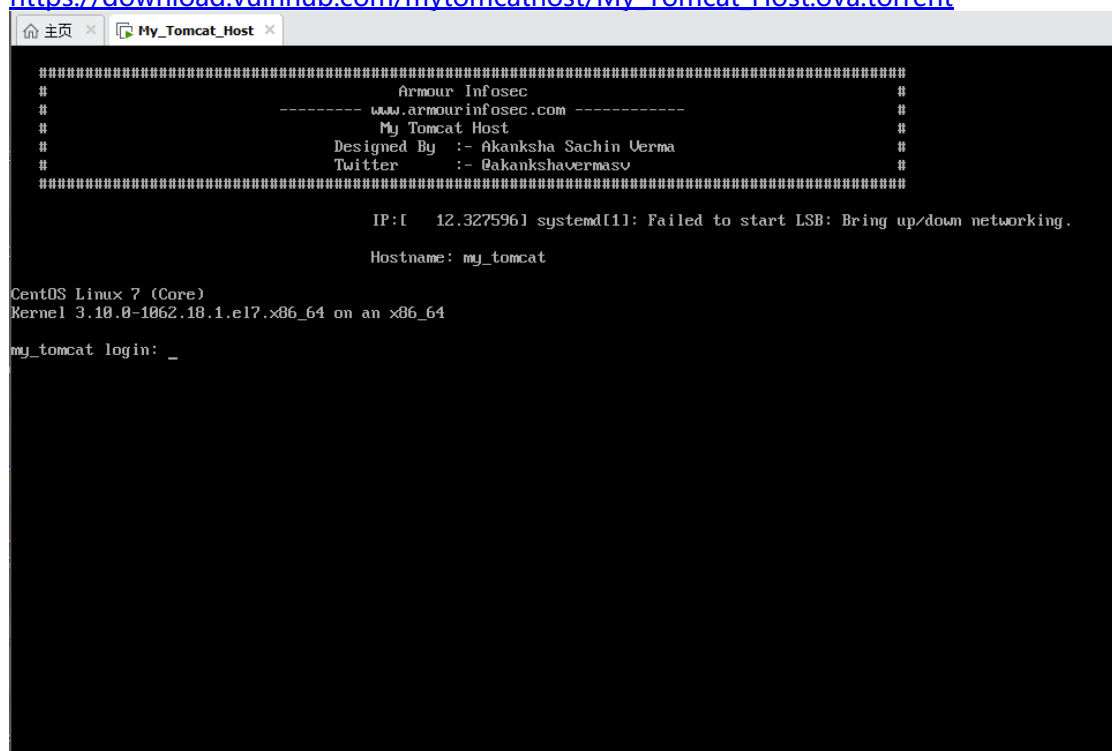 https://download.vulnhub.com/mytomcathost/My_Tomcat_Host.ova.torrent
主页 × My_Tomcat_Host ×
###############################################################################################
# Armour Infosec #
# --------- www.armourinfosec.com ------------ #
# My Tomcat Host #
# Designed By :- Akanksha Sachin Verma #
# Twitter :- @akankshavermasv #
###############################################################################################
IP:[ 12.327596] systemd[1]: Failed to start LSB: Bring up/down networking.
Hostname: my_tomcat
CentOS Linux 7 (Core)
Kernel 3.10.0-1062.18.1.el7.x86_64 on an x86_64
my_tomcat login: _